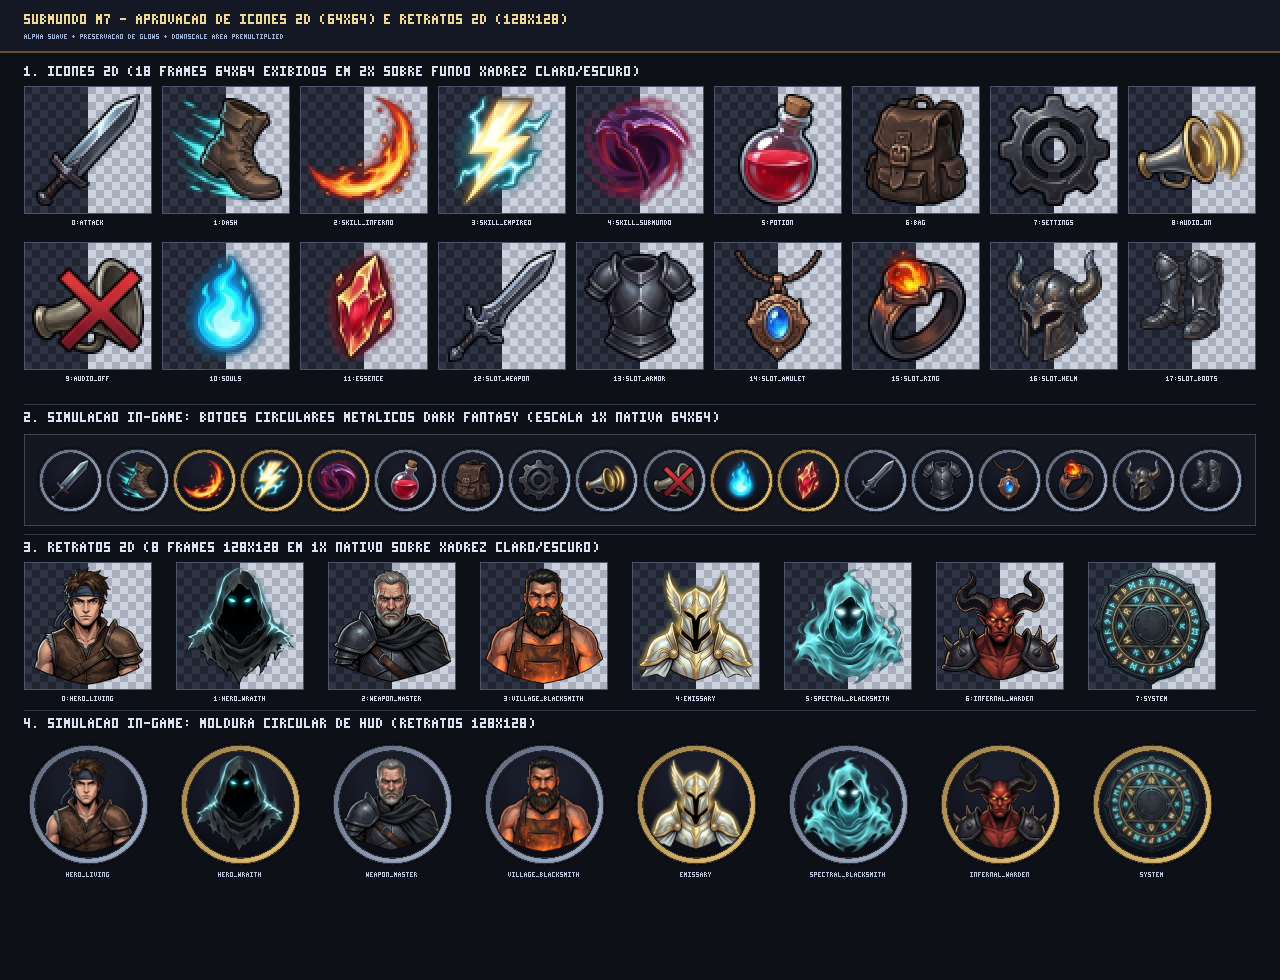 SUBMUNDO M7 - APROVACAO DE ICONES 2D (64X64) E RETRATOS 2D (128X128)
ALPHA SUAVE + PRESERVACAO DE GLOWS + DOWNSCALE AREA PREMULTIPLIED
1. ICONES 2D (18 FRAMES 64X64 EXIBIDOS EM 2X SOBRE FUNDO XADREZ CLARO/ESCURO)
0:ATTACK 1:DASH 2:SKILL_INFERNO 3:SKILL_EMPIREO 4:SKILL_SUBMUNDO 5:POTION 6:BAG 7:SETTINGS 8:AUDIO_ON
9:AUDIO_OFF 10:SOULS 11:ESSENCE 12:SLOT_WEAPON 13:SLOT_ARMOR 14:SLOT_AMULET 15:SLOT_RING 16:SLOT_HELM 17:SLOT_BOOTS
2. SIMULACAO IN-GAME: BOTOES CIRCULARES METALICOS DARK FANTASY (ESCALA 1X NATIVA 64X64)
3. RETRATOS 2D (8 FRAMES 128X128 EM 1X NATIVO SOBRE XADREZ CLARO/ESCURO)
0:HERO_LIVING 1:HERO_WRAITH 2:WEAPON_MASTER 3:VILLAGE_BLACKSMITH 4:EMISSARY 5:SPECTRAL_BLACKSMITH 6:INFERNAL_WARDEN 7:SYSTEM
4. SIMULACAO IN-GAME: MOLDURA CIRCULAR DE HUD (RETRATOS 128X128)
HERO_LIVING HERO_WRAITH WEAPON_MASTER VILLAGE_BLACKSMITH EMISSARY SPECTRAL_BLACKSMITH INFERNAL_WARDEN SYSTEM